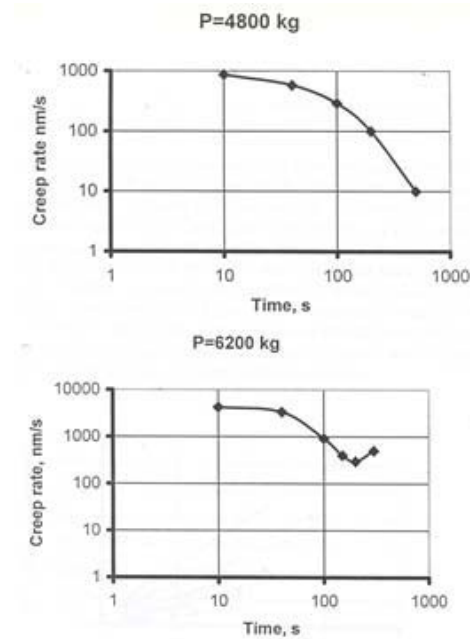 P=4800 kg
Creep rate nm/s
1000
100
10
1
1 10 100 1000
Time, s
P=6200 kg
Creep rate, nm/s
10000
1000
100
10
1
1 10 100 1000
Time, s